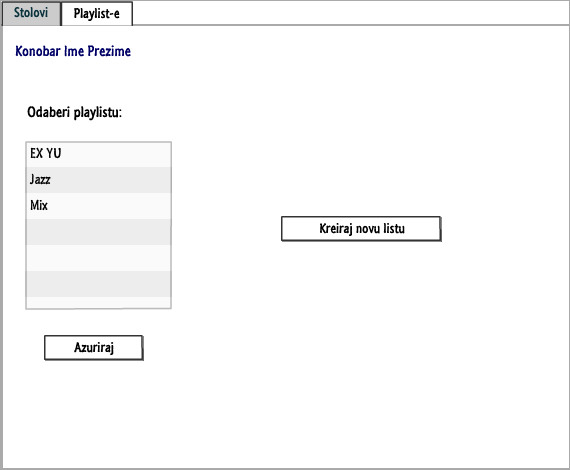 Stolovi
Playlist-e
Konobar Ime Prezime
Odaberi playlistu:
EX YU
Jazz
Mix
Kreiraj novu listu
Azuriraj